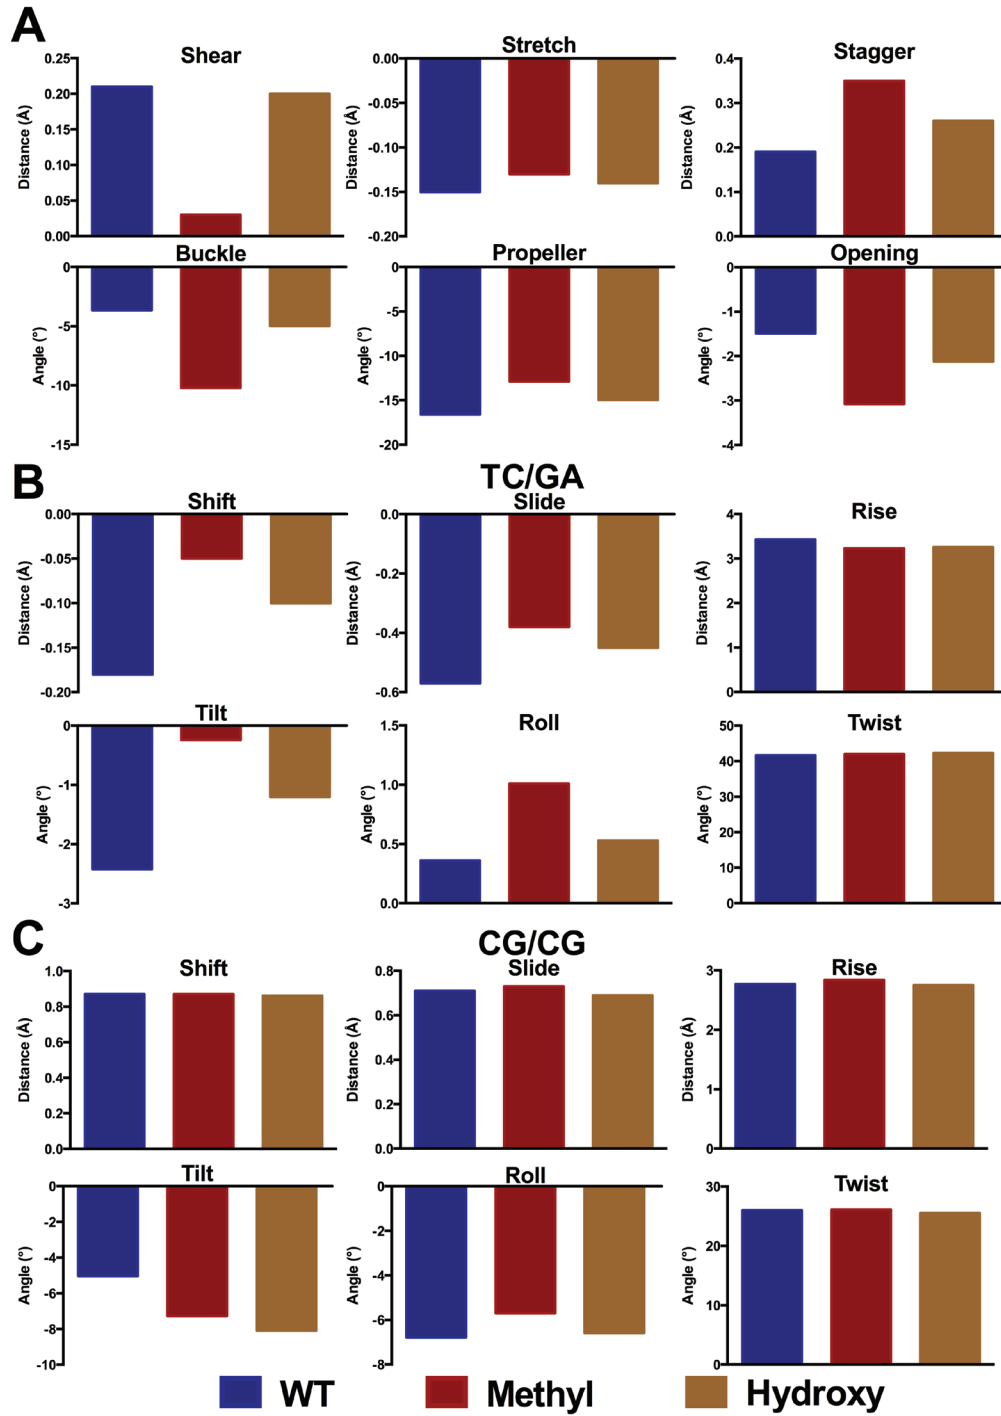 A
Shear
Distance (Å)
0.25
0.20
0.15
0.10
0.05
0.00
Stretch
Distance (Å)
0.00
-0.05
-0.10
-0.15
-0.20
Stagger
Distance (Å)
0.4
0.3
0.2
0.1
0.0
Buckle
Angle (°)
0
-5
-10
-15
Propeller
Angle (°)
0
-5
-10
-15
-20
Opening
Angle (°)
0
-1
-2
-3
-4
B
TC/GA
Shift
Distance (Å)
0.00
-0.05
-0.10
-0.15
-0.20
Slide
Distance (Å)
0.0
-0.2
-0.4
-0.6
Rise
Distance (Å)
4
3
2
1
0
Tilt
Angle (°)
0
-1
-2
-3
Roll
Angle (°)
1.5
1.0
0.5
0.0
Twist
Angle (°)
50
40
30
20
10
0
C
CG/CG
Shift
Distance (Å)
1.0
0.8
0.6
0.4
0.2
0.0
Slide
Distance (Å)
0.8
0.6
0.4
0.2
0.0
Rise
Distance (Å)
3
2
1
0
Tilt
Angle (°)
0
-2
-4
-6
-8
-10
Roll
Angle (°)
0
-2
-4
-6
-8
Twist
Angle (°)
30
20
10
0
WT
Methyl
Hydroxy